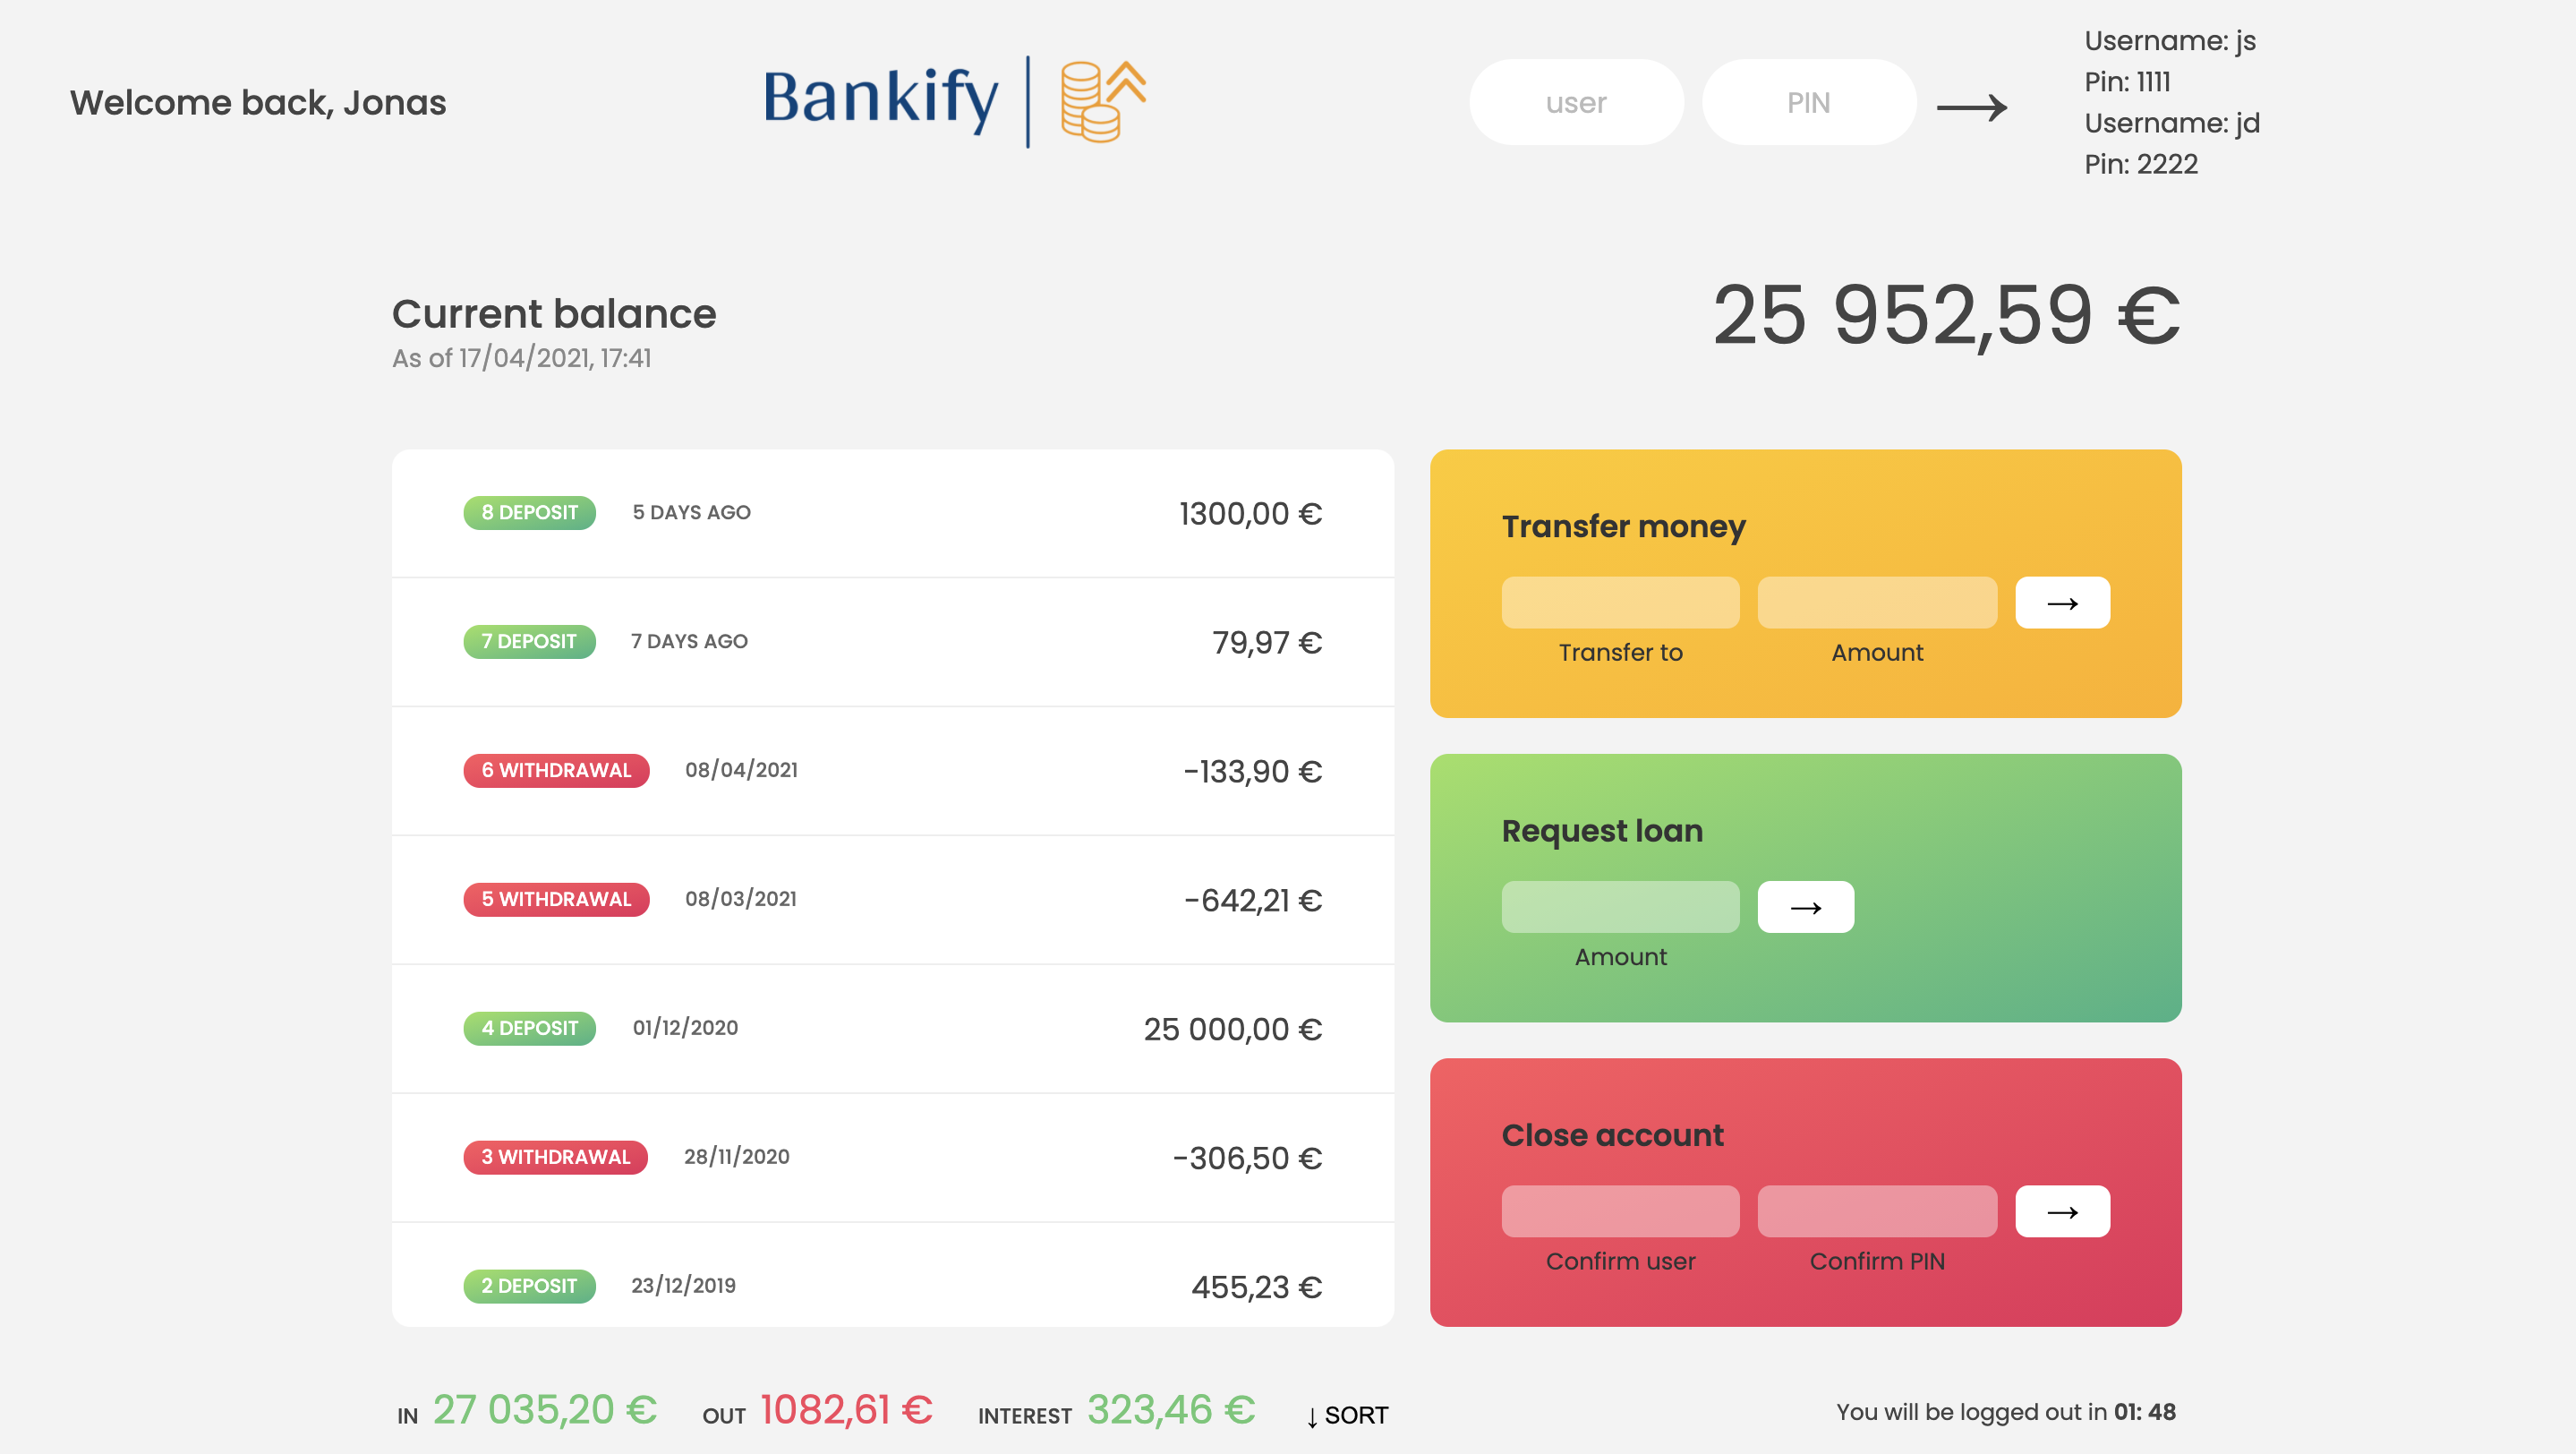 Welcome back, Jonas
Bankify
user
PIN
→
Username: js
Pin: 1111
Username: jd
Pin: 2222
Current balance
As of 17/04/2021, 17:41
25 952,59 €
8 DEPOSIT 5 DAYS AGO 1300,00 €
7 DEPOSIT 7 DAYS AGO 79,97 €
6 WITHDRAWAL 08/04/2021 -133,90 €
5 WITHDRAWAL 08/03/2021 -642,21 €
4 DEPOSIT 01/12/2020 25 000,00 €
3 WITHDRAWAL 28/11/2020 -306,50 €
2 DEPOSIT 23/12/2019 455,23 €
Transfer money
→
Transfer to Amount
Request loan
→
Amount
Close account
→
Confirm user Confirm PIN
IN 27 035,20 € OUT 1082,61 € INTEREST 323,46 € ↓ SORT
You will be logged out in 01: 48